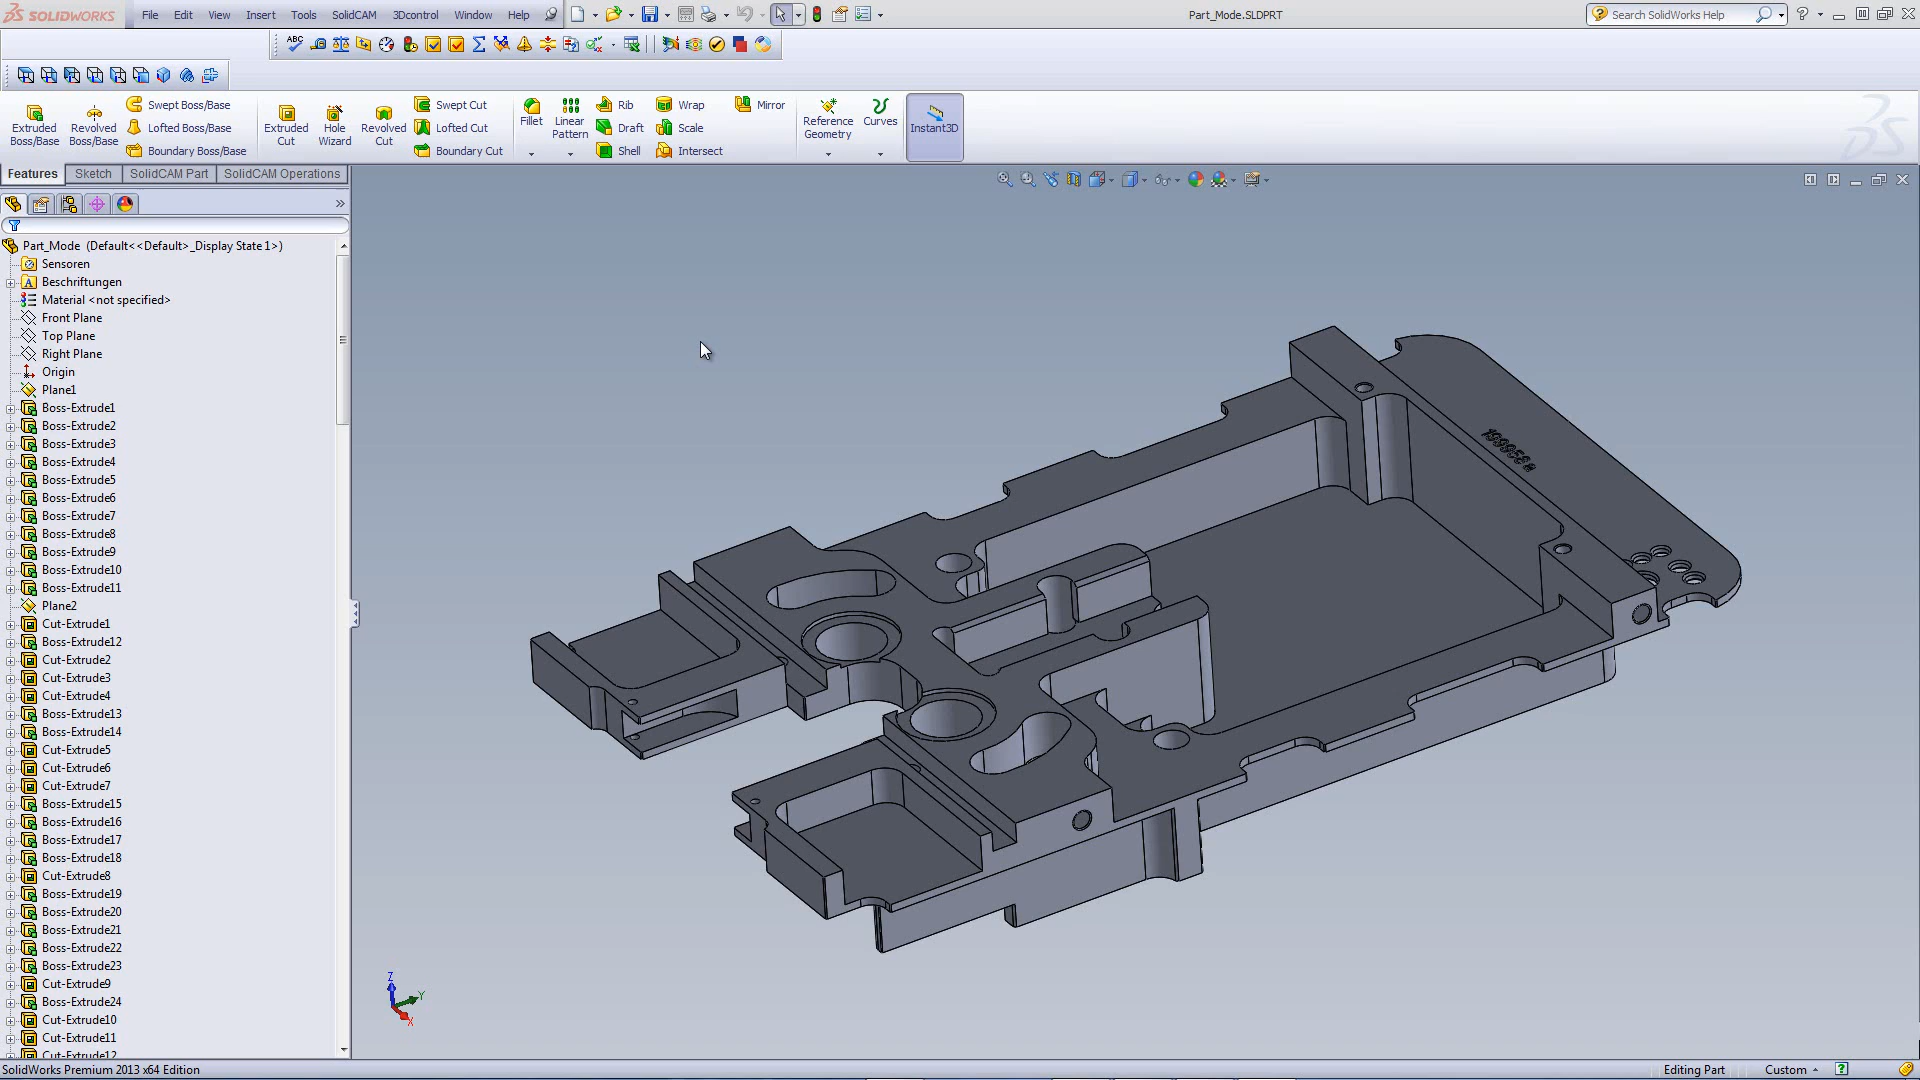 SOLIDWORKS File Edit View Insert Tools SolidCAM 3Dcontrol Window Help Part_Mode.SLDPRT Search SolidWorks Help
ABC
Extruded Boss/Base
Revolved Boss/Base
Swept Boss/Base
Lofted Boss/Base
Boundary Boss/Base
Extruded Cut
Hole Wizard
Revolved Cut
Swept Cut
Lofted Cut
Boundary Cut
Fillet
Linear Pattern
Rib
Draft
Shell
Wrap
Scale
Intersect
Mirror
Reference Geometry
Curves
Instant3D
Features Sketch SolidCAM Part SolidCAM Operations
Part_Mode (Default<<Default>_Display State 1>)
Sensoren
Beschriftungen
Material <not specified>
Front Plane
Top Plane
Right Plane
Origin
Plane1
Boss-Extrude1
Boss-Extrude2
Boss-Extrude3
Boss-Extrude4
Boss-Extrude5
Boss-Extrude6
Boss-Extrude7
Boss-Extrude8
Boss-Extrude9
Boss-Extrude10
Boss-Extrude11
Plane2
Cut-Extrude1
Boss-Extrude12
Cut-Extrude2
Cut-Extrude3
Cut-Extrude4
Boss-Extrude13
Boss-Extrude14
Cut-Extrude5
Cut-Extrude6
Cut-Extrude7
Boss-Extrude15
Boss-Extrude16
Boss-Extrude17
Boss-Extrude18
Cut-Extrude8
Boss-Extrude19
Boss-Extrude20
Boss-Extrude21
Boss-Extrude22
Boss-Extrude23
Cut-Extrude9
Boss-Extrude24
Cut-Extrude10
Cut-Extrude11
Cut-Extrude12
Z
Y
X
SolidWorks Premium 2013 x64 Edition Editing Part Custom